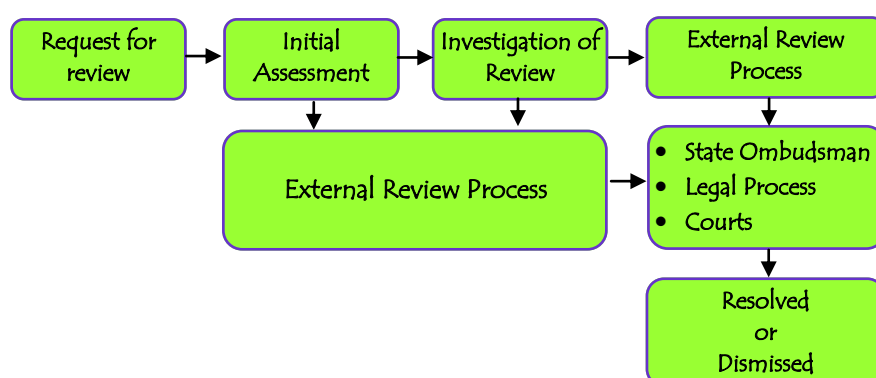 Request for
review
Initial
Assessment
Investigation of
Review
External Review
Process
External Review Process
• State Ombudsman
• Legal Process
• Courts
Resolved
or
Dismissed